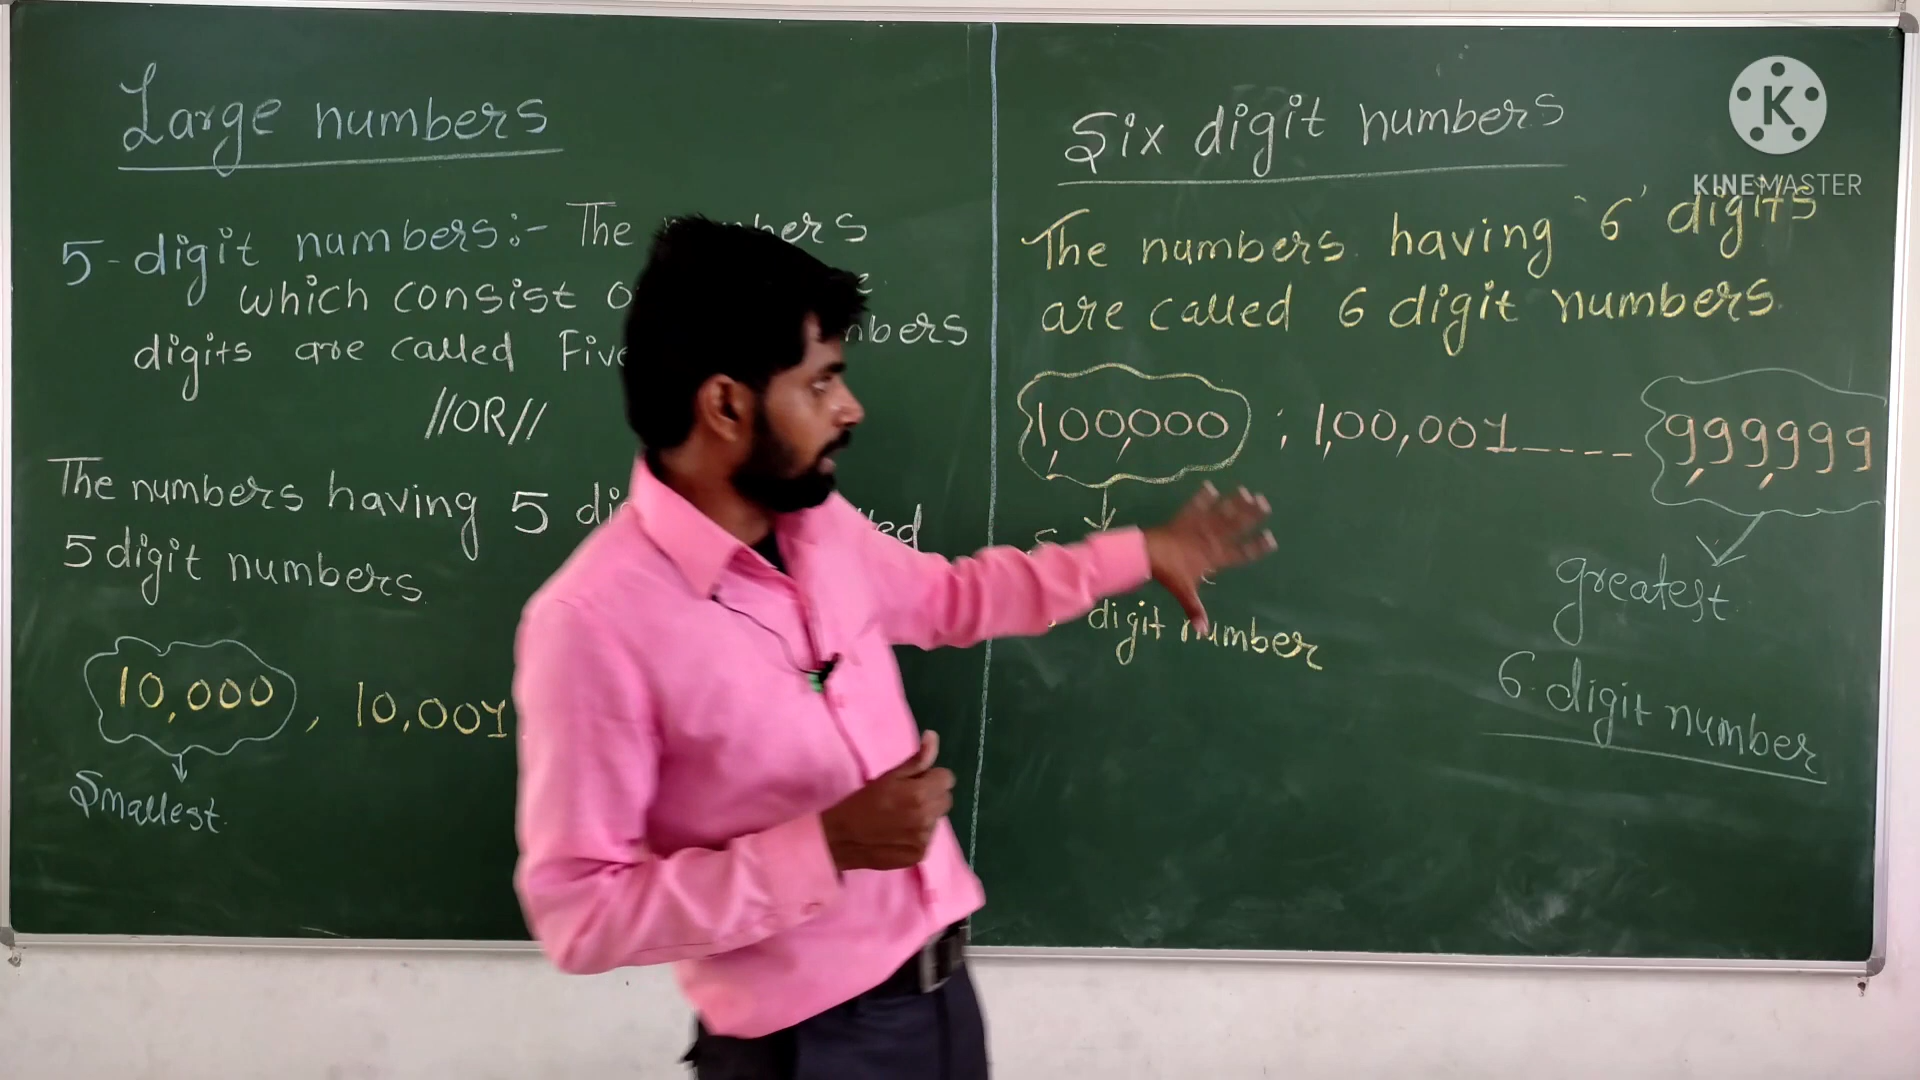 Large numbers
5-digit numbers:- The numbers
which consist
digits are called Five numbers
//OR//
The numbers having 5
5 digit numbers.
10,000 , 10,001
Smallest.
Six digit numbers
The numbers having '6' digits
are called 6 digit numbers.
1,00,000 ; 1,00,001---- 9,99,999
digit number
greatest
6-digit number
K
KINEMASTER